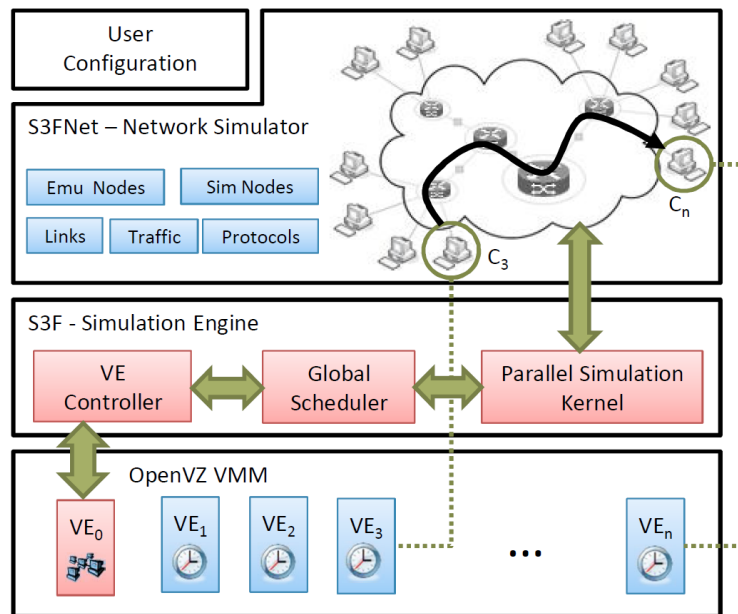 User
Configuration
S3FNet – Network Simulator
Emu Nodes
Sim Nodes
Links
Traffic
Protocols
C3
Cn
S3F - Simulation Engine
VE
Controller
Global
Scheduler
Parallel Simulation
Kernel
OpenVZ VMM
VE0
VE1
VE2
VE3
...
VEn